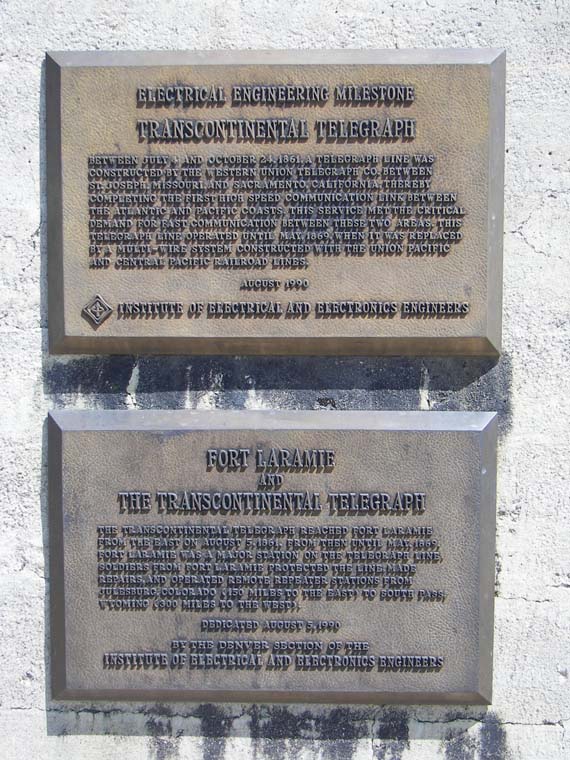 ELECTRICAL ENGINEERING MILESTONE
TRANSCONTINENTAL TELEGRAPH
BETWEEN JULY 4 AND OCTOBER 24, 1861, A TELEGRAPH LINE WAS
CONSTRUCTED BY THE WESTERN UNION TELEGRAPH CO. BETWEEN
ST. JOSEPH, MISSOURI, AND SACRAMENTO, CALIFORNIA, THEREBY
COMPLETING THE FIRST HIGH SPEED COMMUNICATION LINK BETWEEN
THE ATLANTIC AND PACIFIC COASTS. THIS SERVICE MET THE CRITICAL
DEMAND FOR FAST COMMUNICATION BETWEEN THESE TWO AREAS. THIS
TELEGRAPH LINE OPERATED UNTIL MAY, 1869, WHEN IT WAS REPLACED
BY A MULTI-WIRE SYSTEM CONSTRUCTED WITH THE UNION PACIFIC
AND CENTRAL PACIFIC RAILROAD LINES.
AUGUST 1990
INSTITUTE OF ELECTRICAL AND ELECTRONICS ENGINEERS
FORT LARAMIE
AND
THE TRANSCONTINENTAL TELEGRAPH
THE TRANSCONTINENTAL TELEGRAPH REACHED FORT LARAMIE
FROM THE EAST ON AUGUST 5, 1861. FROM THEN UNTIL MAY, 1869,
FORT LARAMIE WAS A MAJOR STATION ON THE TELEGRAPH LINE.
SOLDIERS FROM FORT LARAMIE PROTECTED THE LINE, MADE
REPAIRS, AND OPERATED REMOTE REPEATER STATIONS FROM
JULESBURG, COLORADO (150 MILES TO THE EAST) TO SOUTH PASS,
WYOMING (300 MILES TO THE WEST).
DEDICATED AUGUST 5, 1990
BY THE DENVER SECTION OF THE
INSTITUTE OF ELECTRICAL AND ELECTRONICS ENGINEERS